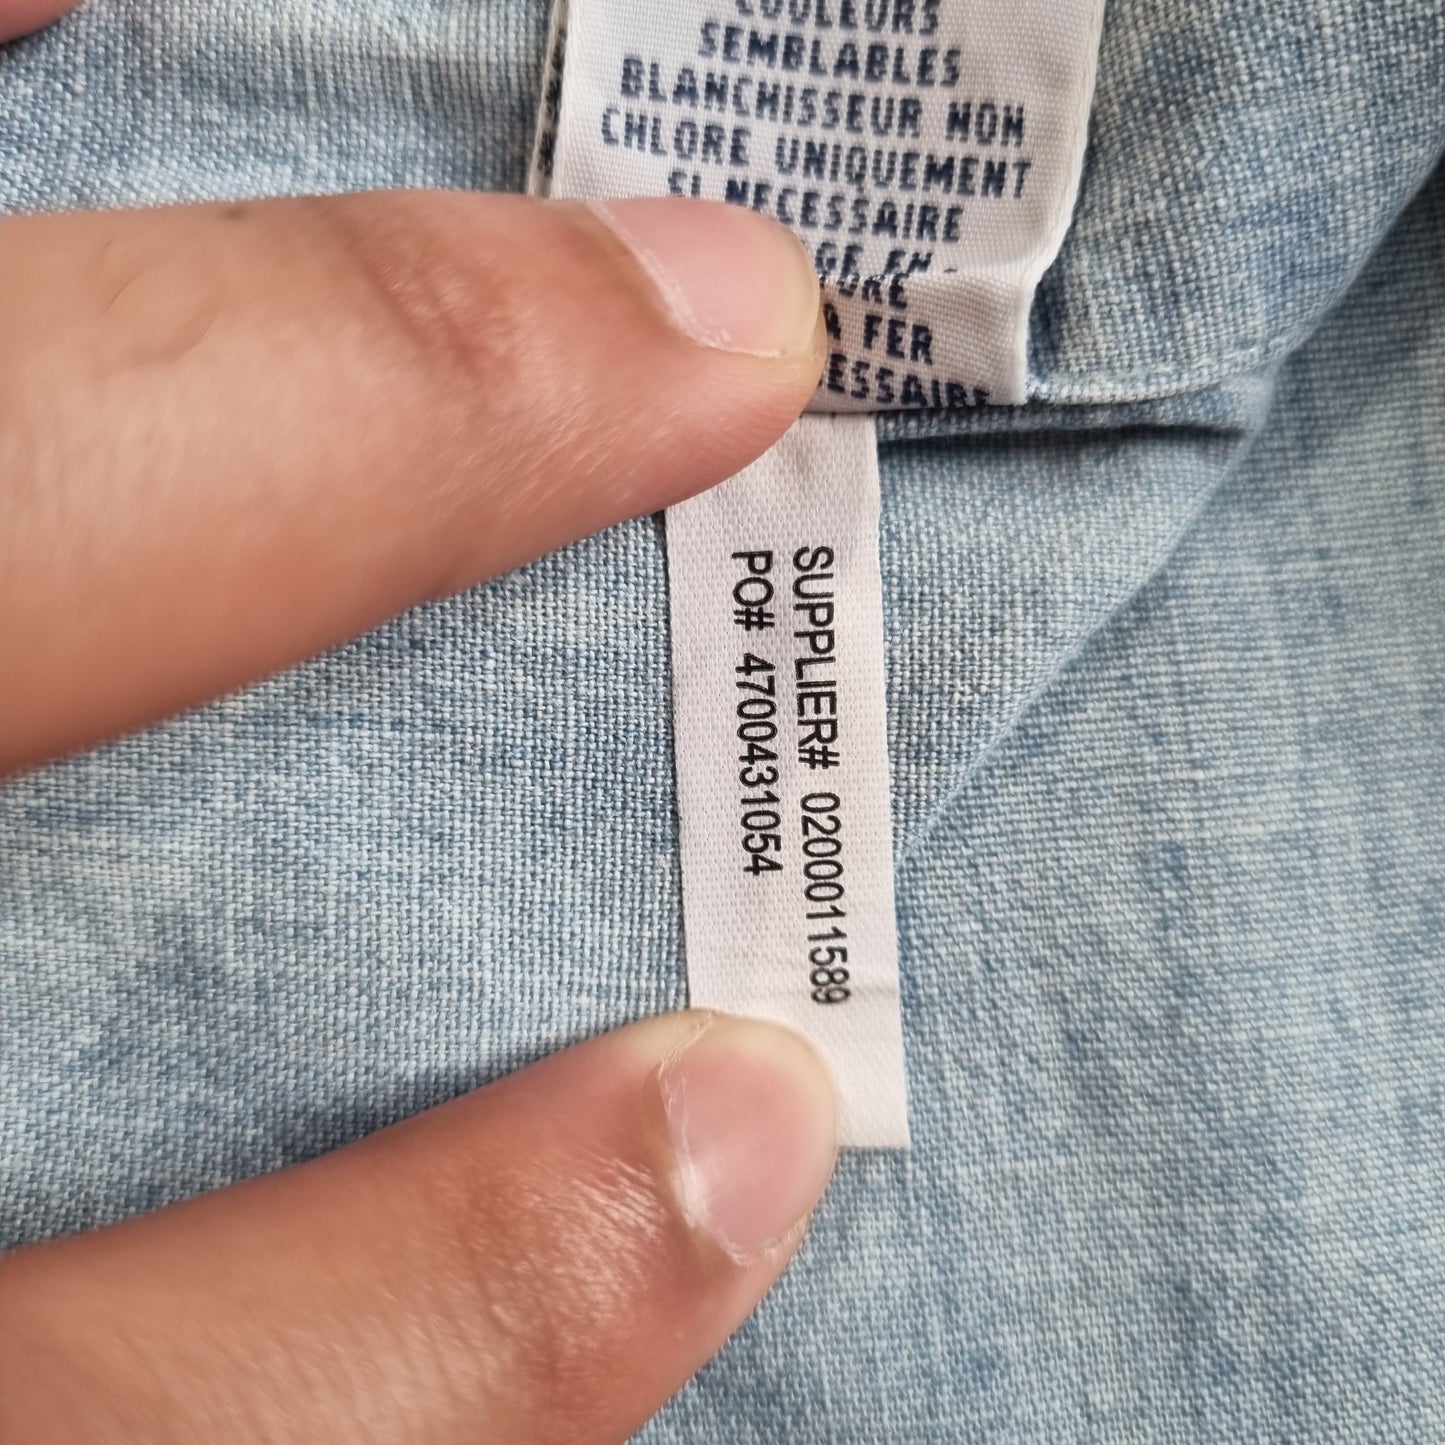 COULEURS
SEMBLABLES
BLANCHISSEUR NON
CHLORE UNIQUEMENT
SI NECESSAIRE
FER
SUPPLIER# 0200011589
PO# 4700431054